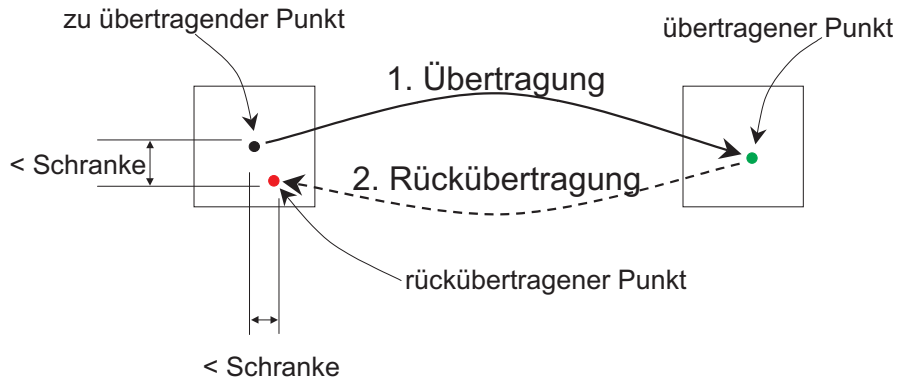 zu übertragender Punkt
übertragener Punkt
1. Übertragung
< Schranke
2. Rückübertragung
rückübertragener Punkt
< Schranke